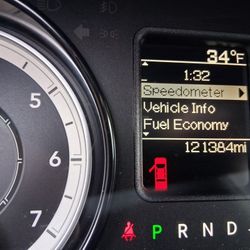 34°F
1:32
Speedometer
Vehicle Info
Fuel Economy
121384mi
5
6
7
P R N D